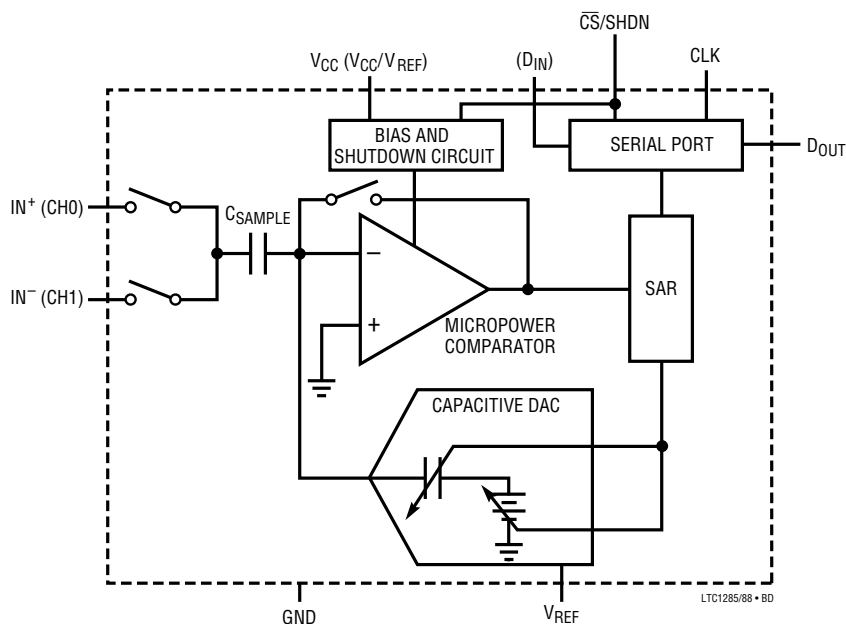 C̅S̅/SHDN
V_CC (V_CC/V_REF)
(D_IN)
CLK
BIAS AND
SHUTDOWN CIRCUIT
SERIAL PORT
D_OUT
IN⁺ (CH0)
C_SAMPLE
IN⁻ (CH1)
−
+
SAR
MICROPOWER
COMPARATOR
CAPACITIVE DAC
GND
V_REF
LTC1285/88 • BD